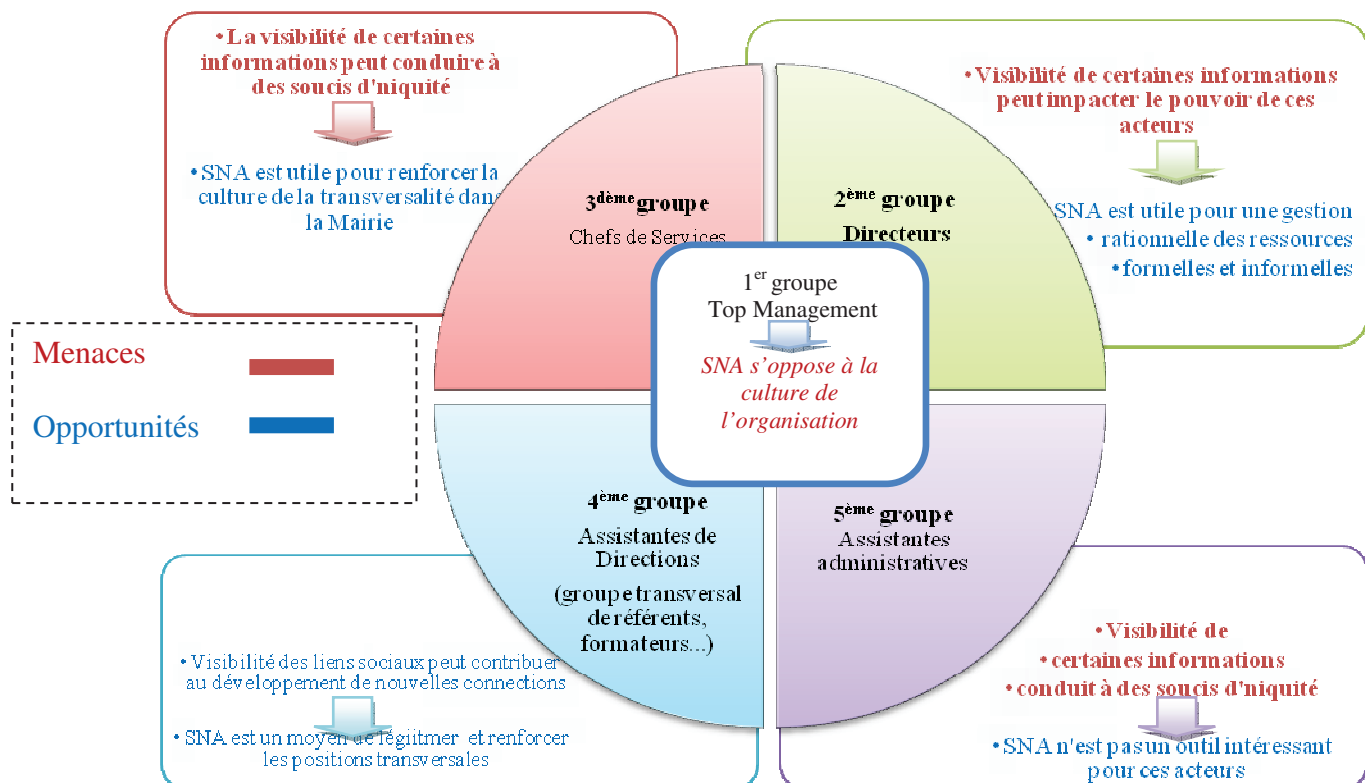 • La visibilité de certaines
informations peut conduire à
des soucis d'niquité
• SNA est utile pour renforcer la
culture de la transversalité dans
la Mairie
• Visibilité de certaines informations
peut impacter le pouvoir de ces
acteurs
SNA est utile pour une gestion
• rationnelle des ressources
• formelles et informelles
3dème groupe
Chefs de Services
2ème groupe
Directeurs
1er groupe
Top Management
SNA s’oppose à la
culture de
l’organisation
Menaces
Opportunités
4ème groupe
Assistantes de
Directions
(groupe transversal
de référents,
formateurs...)
5ème groupe
Assistantes
administratives
• Visibilité des liens sociaux peut contribuer
au développement de nouvelles connections
• SNA est un moyen de légiitmer et renforcer
les positions transversales
• Visibilité de
• certaines informations
• conduit à des soucis d'niquité
• SNA n'est pas un outil intéressant
pour ces acteurs